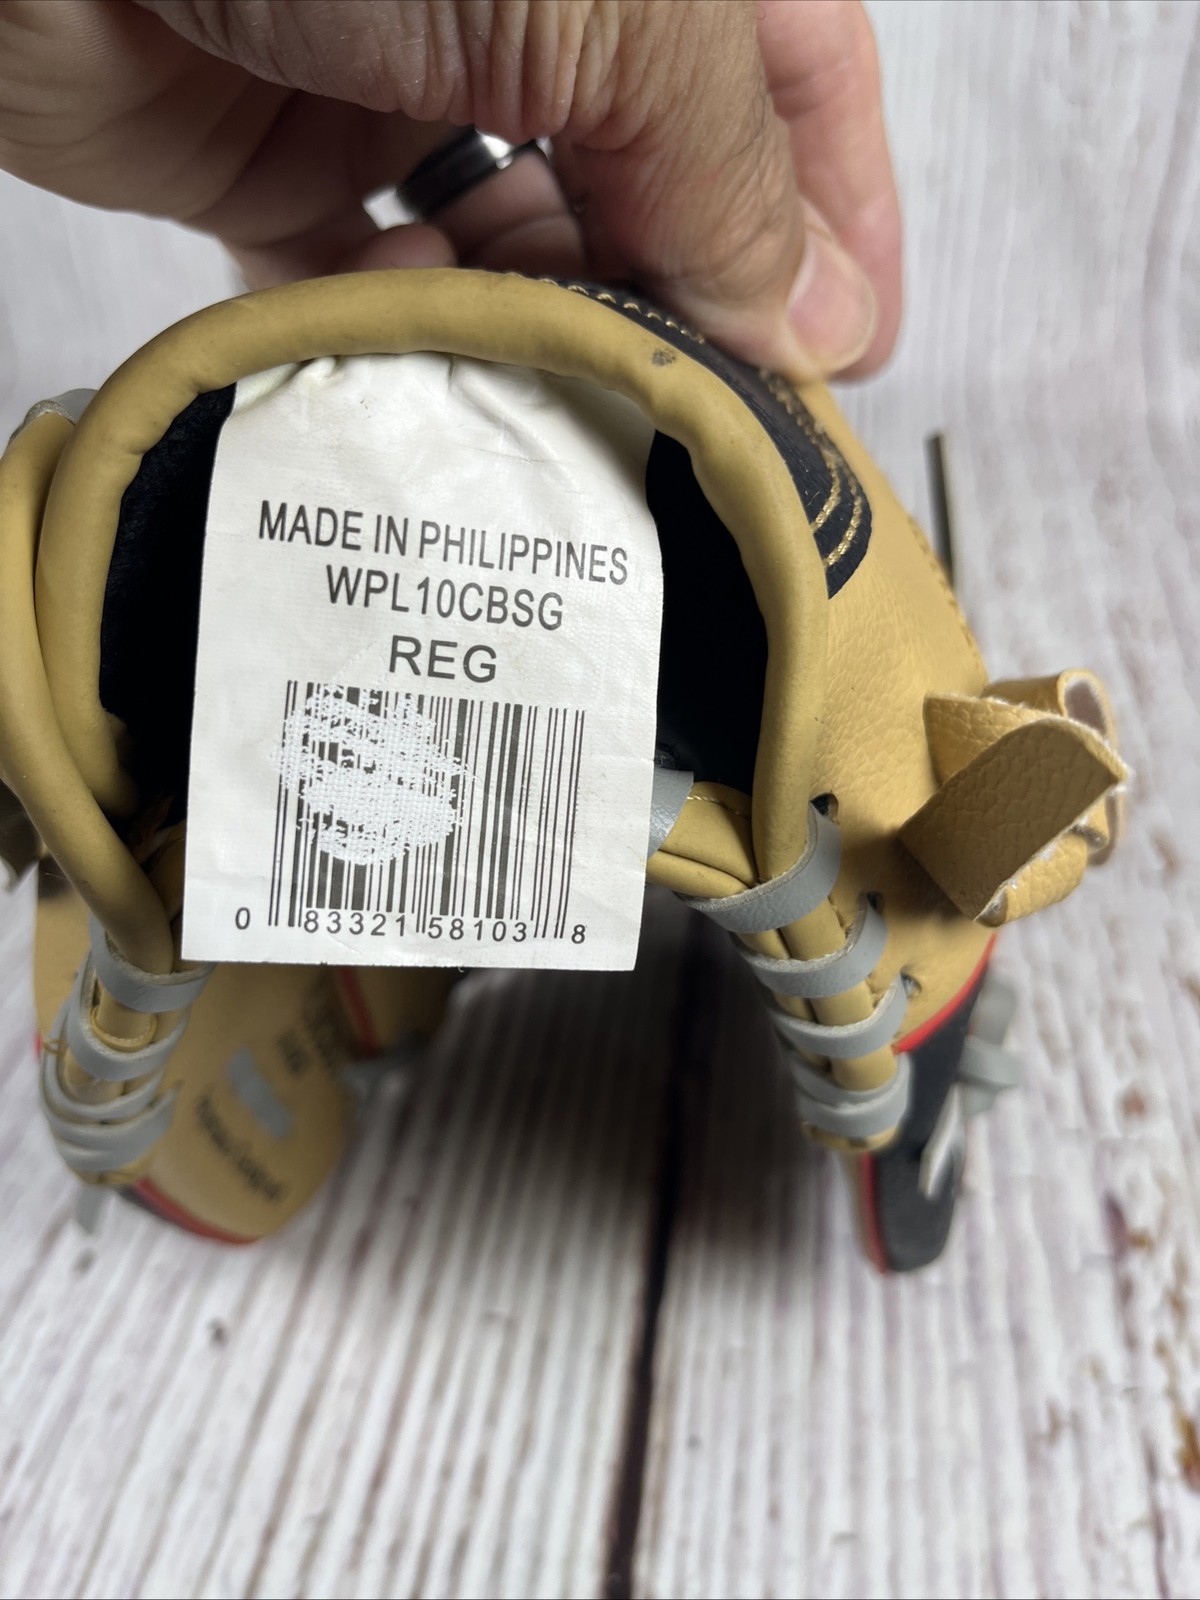 MADE IN PHILIPPINES
WPL10CBSG
REG
0 83321 58103 8